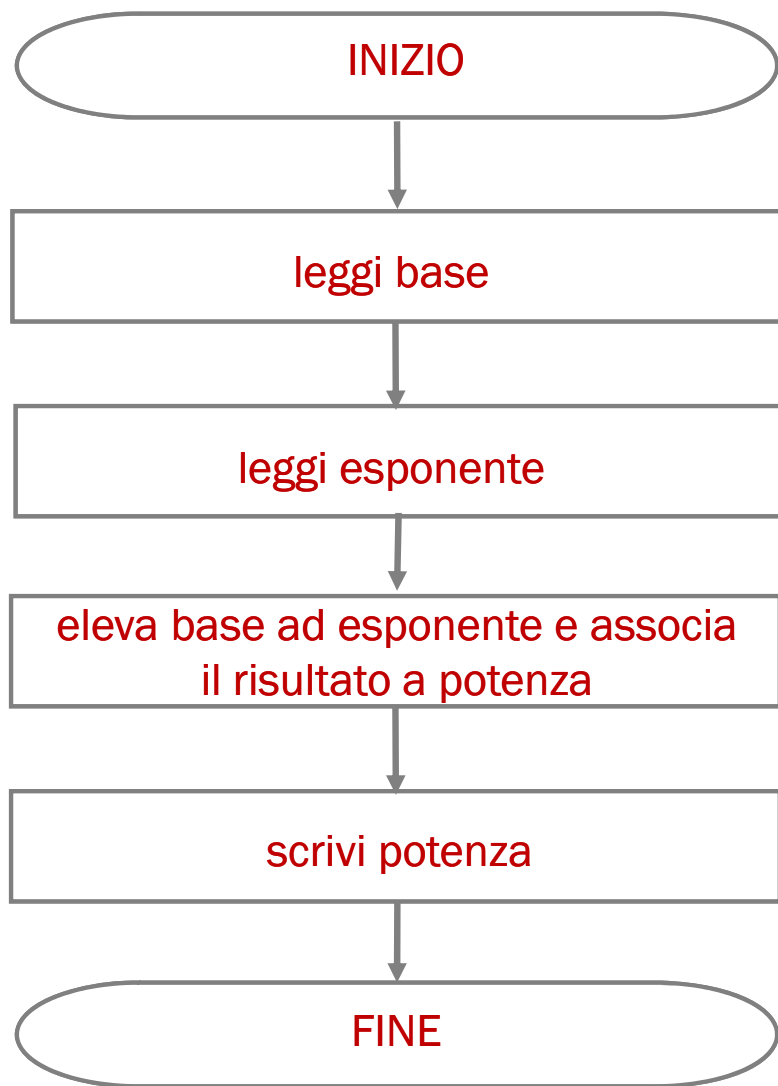 INIZIO
leggi base
leggi esponente
eleva base ad esponente e associa
il risultato a potenza
scrivi potenza
FINE